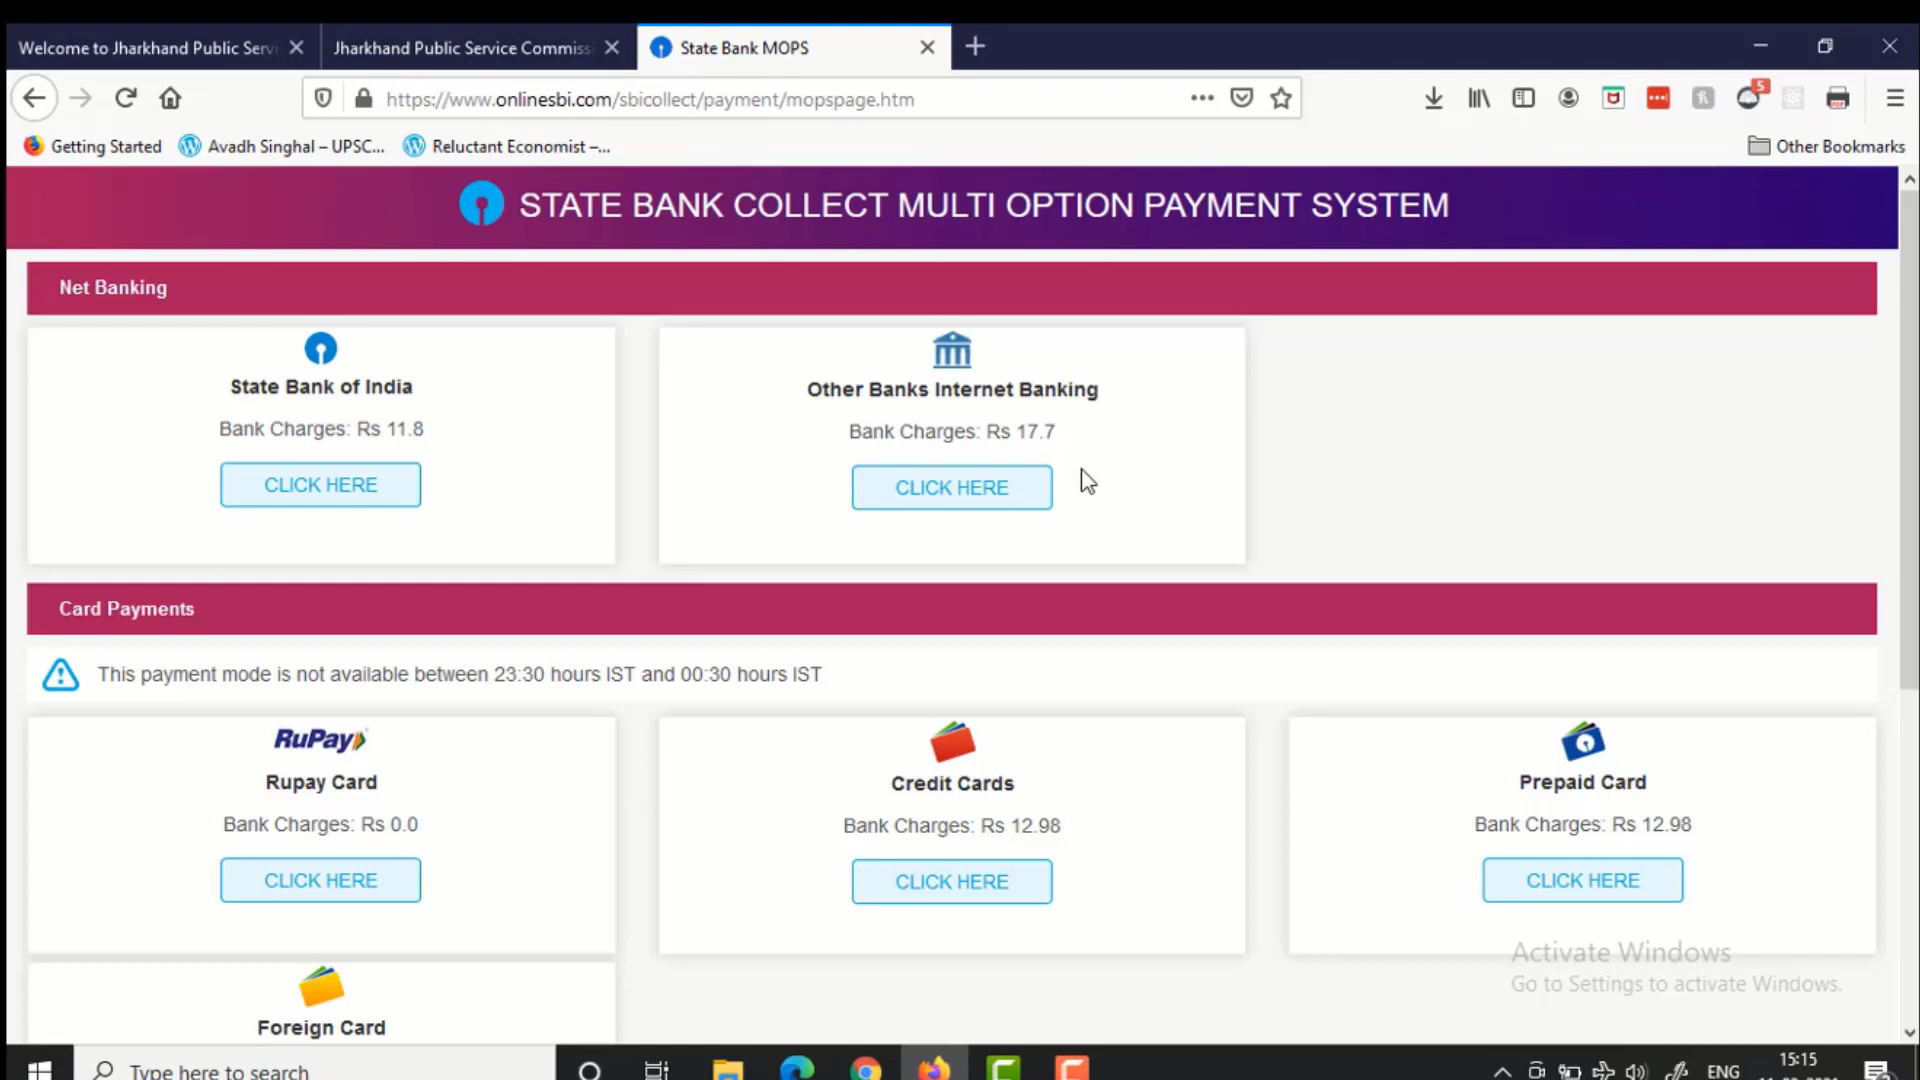 Welcome to Jharkhand Public Servi
Jharkhand Public Service Commiss
State Bank MOPS
https://www.onlinesbi.com/sbicollect/payment/mopspage.htm
5
Getting Started
Avadh Singhal – UPSC...
Reluctant Economist –...
Other Bookmarks
STATE BANK COLLECT MULTI OPTION PAYMENT SYSTEM
Net Banking
State Bank of India
Bank Charges: Rs 11.8
CLICK HERE
Other Banks Internet Banking
Bank Charges: Rs 17.7
CLICK HERE
Card Payments
This payment mode is not available between 23:30 hours IST and 00:30 hours IST
RuPay
Rupay Card
Bank Charges: Rs 0.0
CLICK HERE
Credit Cards
Bank Charges: Rs 12.98
CLICK HERE
Prepaid Card
Bank Charges: Rs 12.98
CLICK HERE
Foreign Card
Activate Windows
Go to Settings to activate Windows.
Type here to search
ENG
15:15